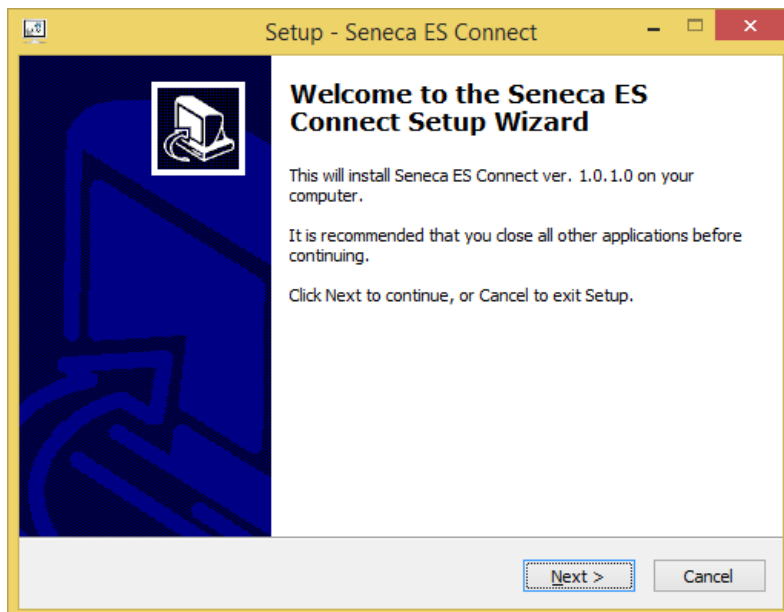 Setup - Seneca ES Connect
Welcome to the Seneca ES
Connect Setup Wizard
This will install Seneca ES Connect ver. 1.0.1.0 on your
computer.
It is recommended that you close all other applications before
continuing.
Click Next to continue, or Cancel to exit Setup.
Next >
Cancel